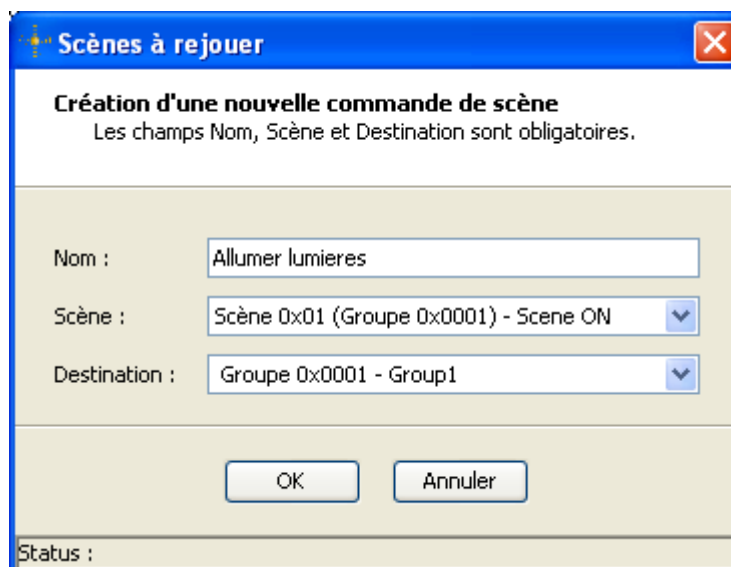 Scènes à rejouer
Création d'une nouvelle commande de scène
Les champs Nom, Scène et Destination sont obligatoires.
Nom : Allumer lumieres
Scène : Scène 0x01 (Groupe 0x0001) - Scene ON
Destination : Groupe 0x0001 - Group1
OK Annuler
Status :